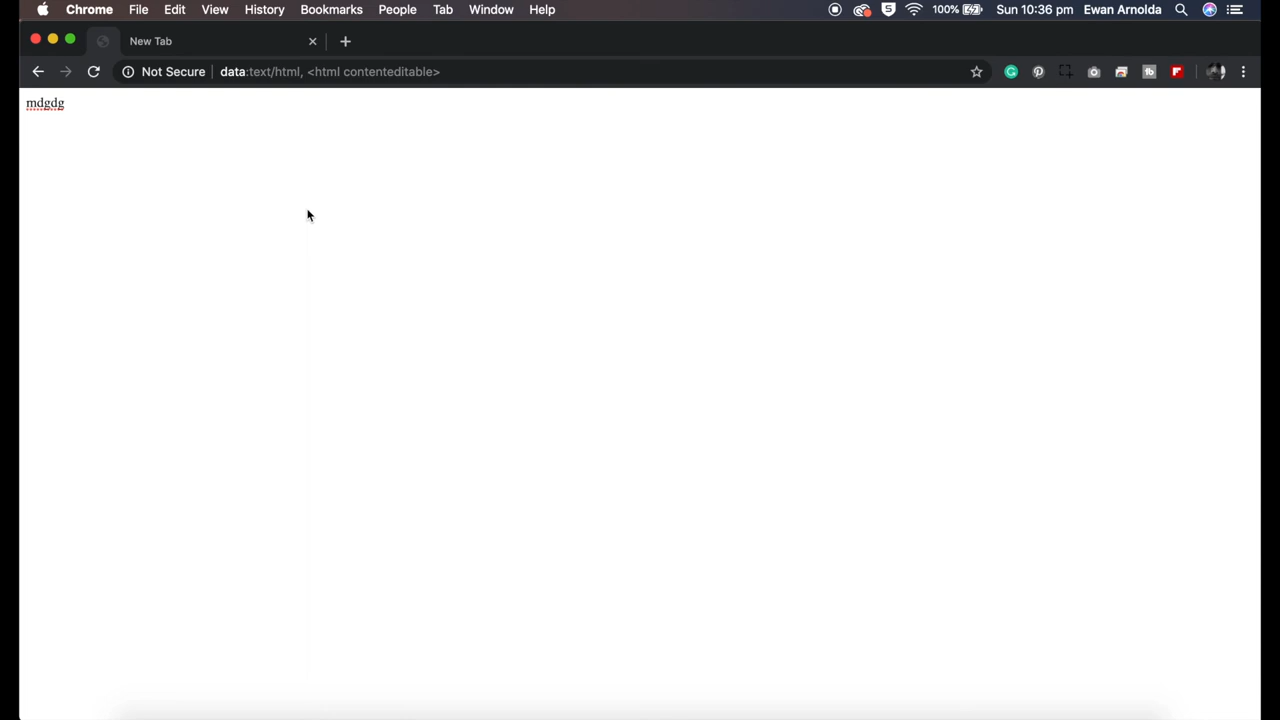 Chrome File Edit View History Bookmarks People Tab Window Help 100% Sun 10:36 pm Ewan Arnolda
New Tab
Not Secure data:text/html, <html contenteditable>
mdgdg